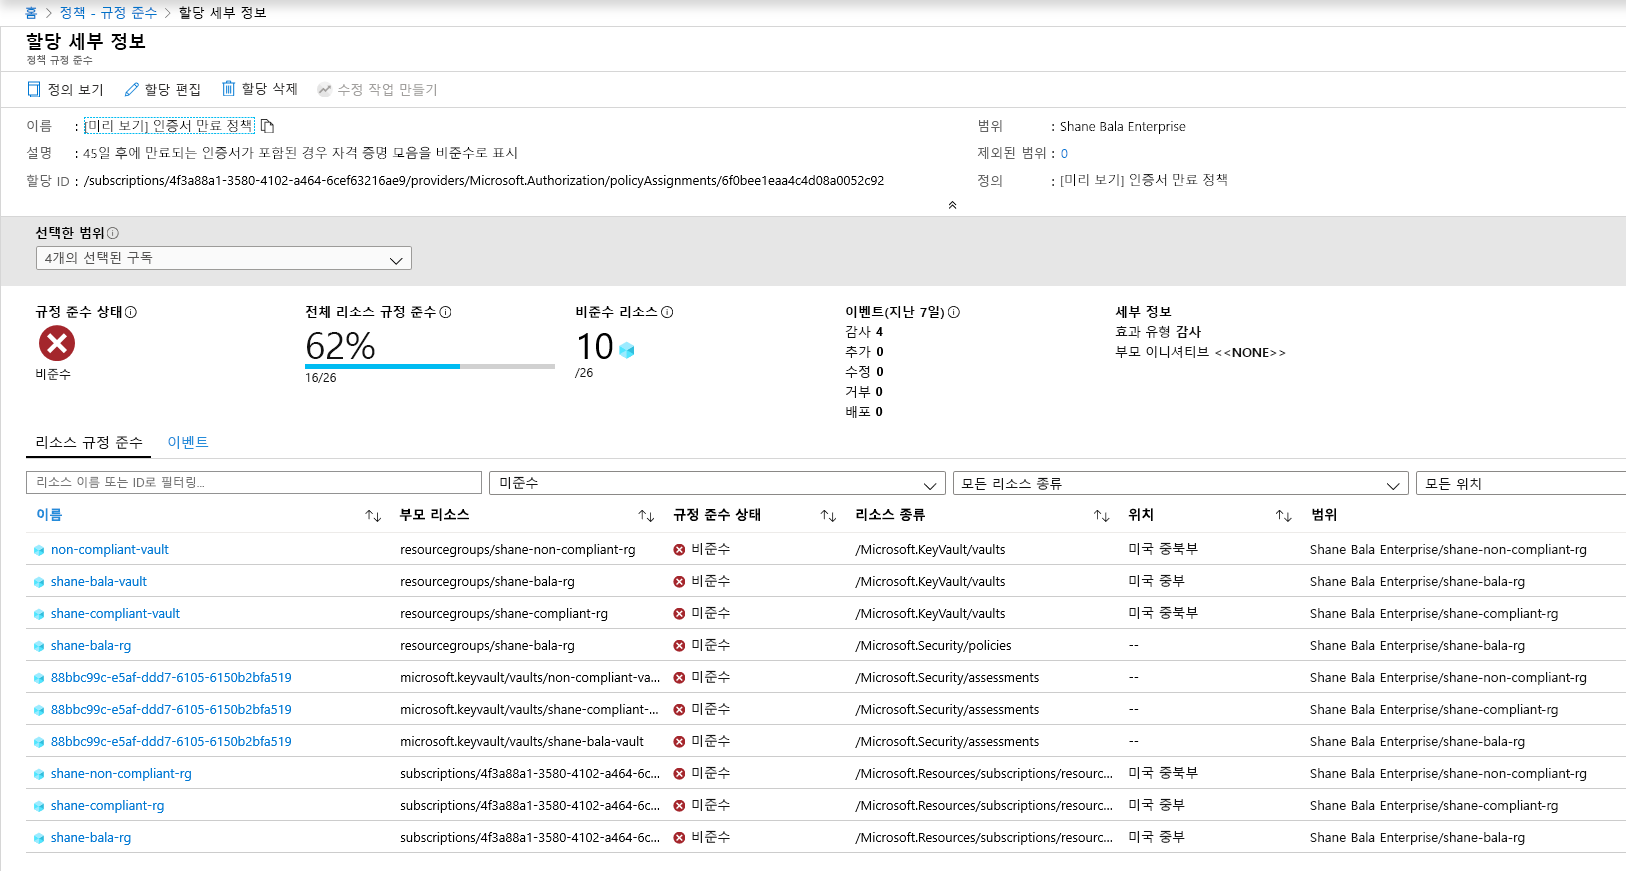 홈 > 정책 - 규정 준수 > 할당 세부 정보
할당 세부 정보
정책 규정 준수
정의 보기 할당 편집 할당 삭제 수정 작업 만들기
이름 : [미리 보기] 인증서 만료 정책
설명 : 45일 후에 만료되는 인증서가 포함된 경우 자격 증명 모음을 비준수로 표시
할당 ID : /subscriptions/4f3a88a1-3580-4102-a464-6cef63216ae9/providers/Microsoft.Authorization/policyAssignments/6f0bee1eaa4c4d08a0052c92
범위 : Shane Bala Enterprise
제외된 범위 : 0
정의 : [미리 보기] 인증서 만료 정책
선택한 범위
4개의 선택된 구독
규정 준수 상태
비준수
전체 리소스 규정 준수
62%
16/26
비준수 리소스
10
/26
이벤트(지난 7일)
감사 4
추가 0
수정 0
거부 0
배포 0
세부 정보
효과 유형 감사
부모 이니셔티브 <<NONE>>
리소스 규정 준수 이벤트
리소스 이름 또는 ID로 필터링... 미준수 모든 리소스 종류 모든 위치
이름 부모 리소스 규정 준수 상태 리소스 종류 위치 범위
non-compliant-vault resourcegroups/shane-non-compliant-rg 비준수 /Microsoft.KeyVault/vaults 미국 중북부 Shane Bala Enterprise/shane-non-compliant-rg
shane-bala-vault resourcegroups/shane-bala-rg 비준수 /Microsoft.KeyVault/vaults 미국 중부 Shane Bala Enterprise/shane-bala-rg
shane-compliant-vault resourcegroups/shane-compliant-rg 미준수 /Microsoft.KeyVault/vaults 미국 중북부 Shane Bala Enterprise/shane-compliant-rg
shane-bala-rg resourcegroups/shane-bala-rg 미준수 /Microsoft.Security/policies -- Shane Bala Enterprise/shane-bala-rg
88bbc99c-e5af-ddd7-6105-6150b2bfa519 microsoft.keyvault/vaults/non-compliant-va... 미준수 /Microsoft.Security/assessments -- Shane Bala Enterprise/shane-non-compliant-rg
88bbc99c-e5af-ddd7-6105-6150b2bfa519 microsoft.keyvault/vaults/shane-compliant-... 미준수 /Microsoft.Security/assessments -- Shane Bala Enterprise/shane-compliant-rg
88bbc99c-e5af-ddd7-6105-6150b2bfa519 microsoft.keyvault/vaults/shane-bala-vault 미준수 /Microsoft.Security/assessments -- Shane Bala Enterprise/shane-bala-rg
shane-non-compliant-rg subscriptions/4f3a88a1-3580-4102-a464-6c... 미준수 /Microsoft.Resources/subscriptions/resourc... 미국 중북부 Shane Bala Enterprise/shane-non-compliant-rg
shane-compliant-rg subscriptions/4f3a88a1-3580-4102-a464-6c... 미준수 /Microsoft.Resources/subscriptions/resourc... 미국 중부 Shane Bala Enterprise/shane-compliant-rg
shane-bala-rg subscriptions/4f3a88a1-3580-4102-a464-6c... 비준수 /Microsoft.Resources/subscriptions/resourc... 미국 중부 Shane Bala Enterprise/shane-bala-rg